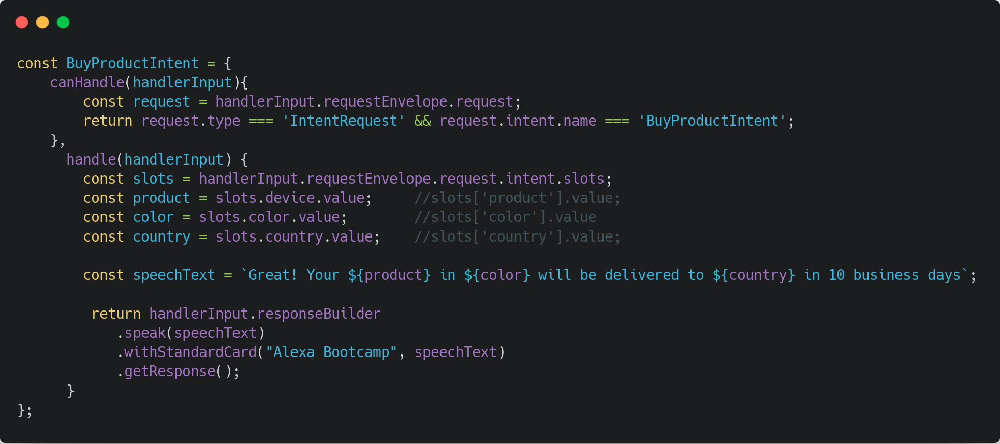 const BuyProductIntent = {
    canHandle(handlerInput){
        const request = handlerInput.requestEnvelope.request;
        return request.type === 'IntentRequest' && request.intent.name === 'BuyProductIntent';
    },
      handle(handlerInput) {
        const slots = handlerInput.requestEnvelope.request.intent.slots;
        const product = slots.device.value;     //slots['product'].value;
        const color = slots.color.value;        //slots['color'].value
        const country = slots.country.value;    //slots['country'].value;

        const speechText = `Great! Your ${product} in ${color} will be delivered to ${country} in 10 business days`;

         return handlerInput.responseBuilder
            .speak(speechText)
            .withStandardCard("Alexa Bootcamp", speechText)
            .getResponse();
      }
};